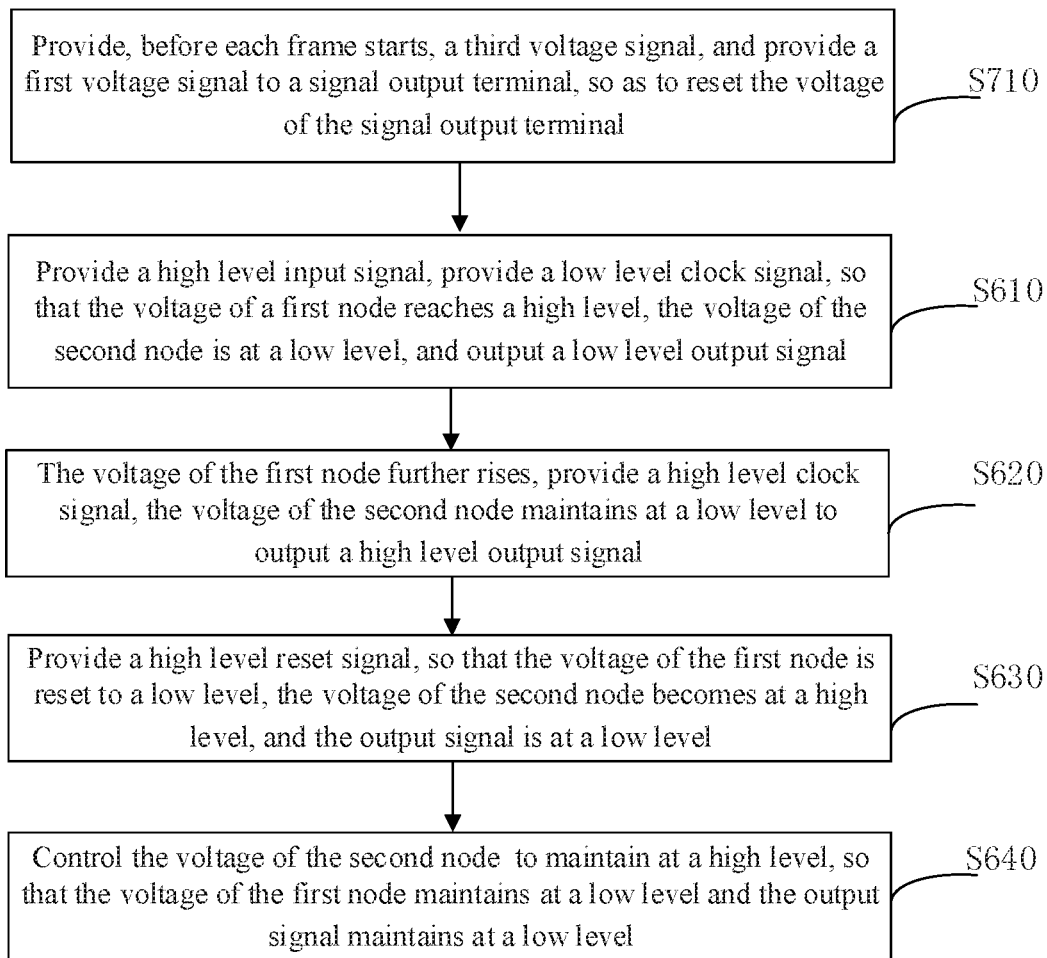 Provide, before each frame starts, a third voltage signal, and provide a
first voltage signal to a signal output terminal, so as to reset the voltage
of the signal output terminal
S710
Provide a high level input signal, provide a low level clock signal, so
that the voltage of a first node reaches a high level, the voltage of the
second node is at a low level, and output a low level output signal
S610
The voltage of the first node further rises, provide a high level clock
signal, the voltage of the second node maintains at a low level to
output a high level output signal
S620
Provide a high level reset signal, so that the voltage of the first node is
reset to a low level, the voltage of the second node becomes at a high
level, and the output signal is at a low level
S630
Control the voltage of the second node to maintain at a high level, so
that the voltage of the first node maintains at a low level and the output
signal maintains at a low level
S640